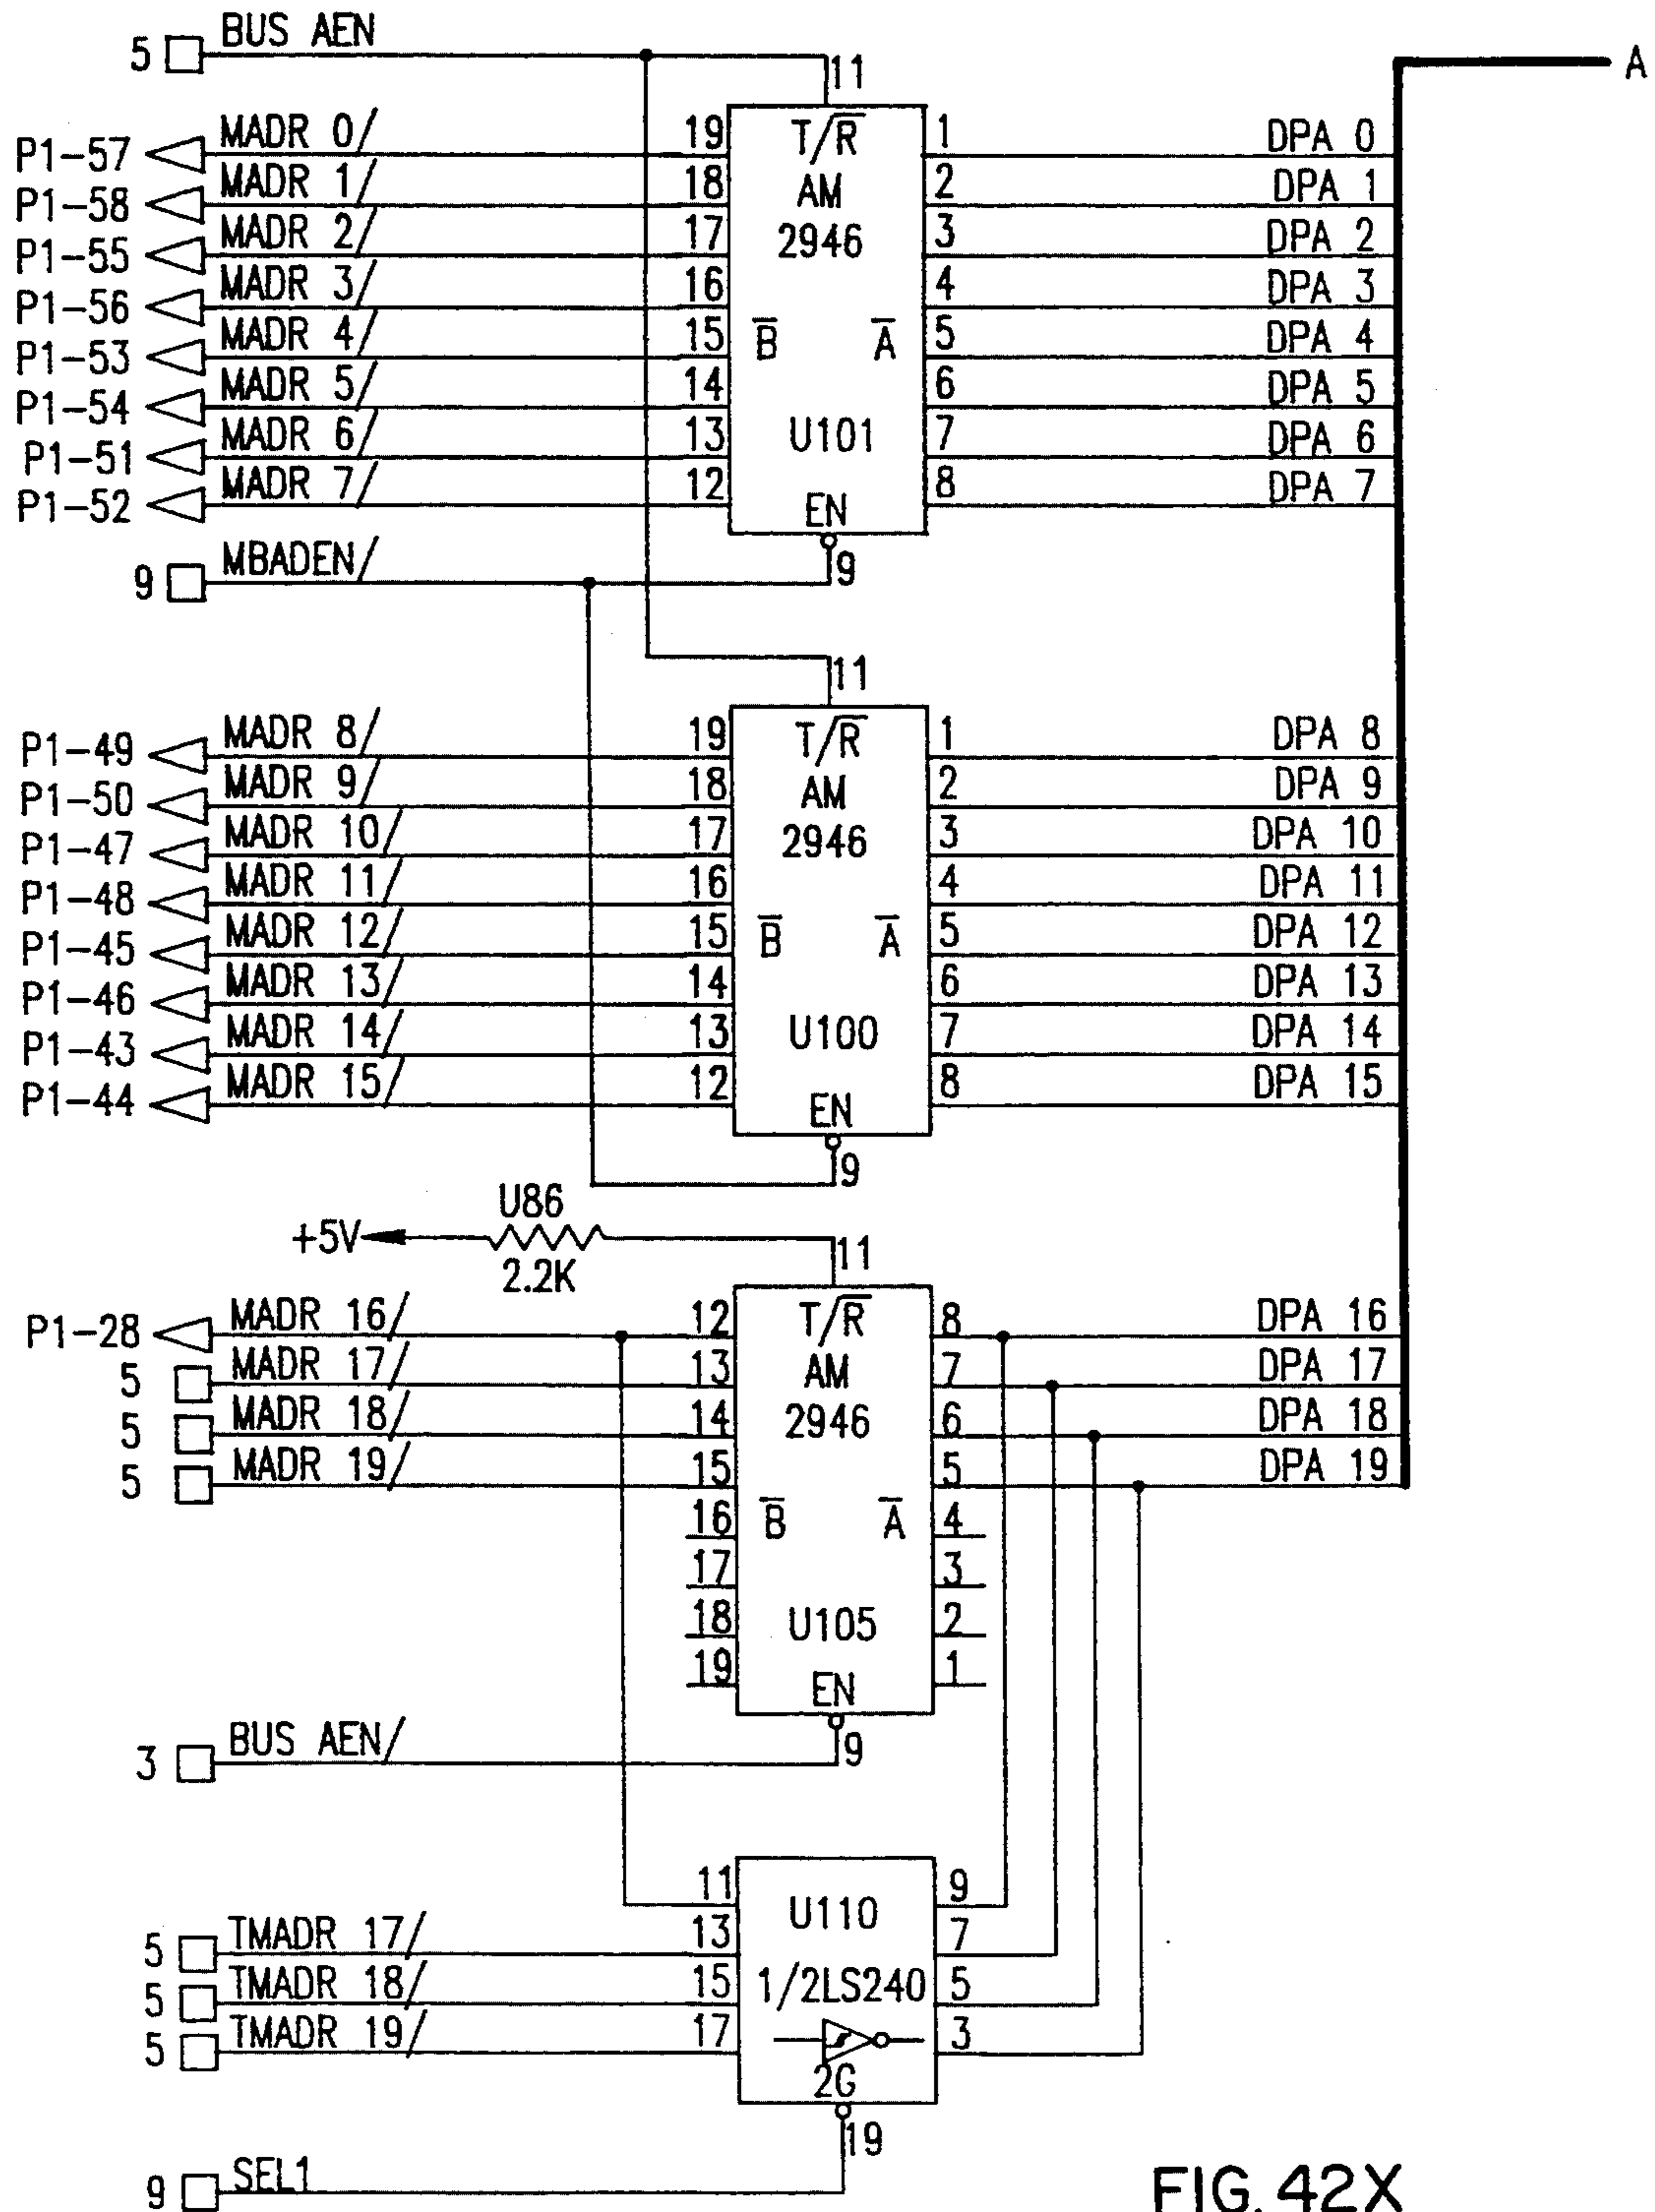 5 BUS AEN 11 A
P1-57 MADR 0/ 19 T/R 1 DPA 0
P1-58 MADR 1/ 18 AM 2 DPA 1
P1-55 MADR 2/ 17 2946 3 DPA 2
P1-56 MADR 3/ 16 4 DPA 3
P1-53 MADR 4/ 15 B A 5 DPA 4
P1-54 MADR 5/ 14 6 DPA 5
P1-51 MADR 6/ 13 U101 7 DPA 6
P1-52 MADR 7/ 12 8 DPA 7
EN
9 MBADEN/ 9
11
P1-49 MADR 8/ 19 T/R 1 DPA 8
P1-50 MADR 9/ 18 AM 2 DPA 9
P1-47 MADR 10/ 17 2946 3 DPA 10
P1-48 MADR 11/ 16 4 DPA 11
P1-45 MADR 12/ 15 B A 5 DPA 12
P1-46 MADR 13/ 14 6 DPA 13
P1-43 MADR 14/ 13 U100 7 DPA 14
P1-44 MADR 15/ 12 8 DPA 15
EN
9
U86
+5V 11
2.2K
P1-28 MADR 16/ 12 T/R 8 DPA 16
5 MADR 17/ 13 AM 7 DPA 17
5 MADR 18/ 14 2946 6 DPA 18
5 MADR 19/ 15 5 DPA 19
16 B A 4
17 3
18 U105 2
19 1
EN
3 BUS AEN/ 9
11 U110 9
5 TMADR 17/ 13 7
5 TMADR 18/ 15 1/2LS240 5
5 TMADR 19/ 17 3
2G
19
9 SEL1
FIG. 42X